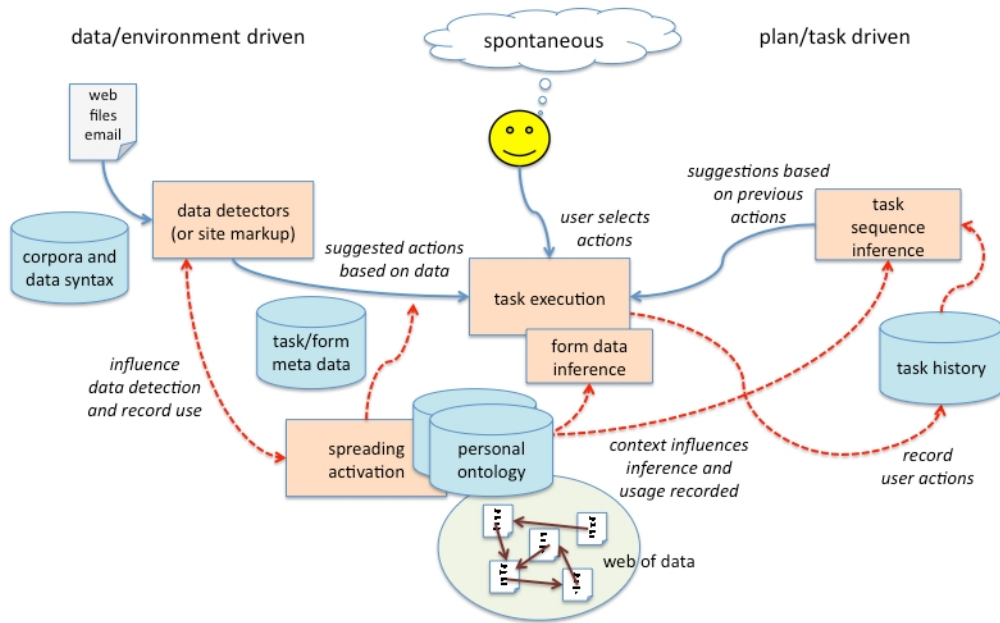 data/environment driven
spontaneous
plan/task driven
web
files
email
data detectors
(or site markup)
corpora and
data syntax
suggested actions
based on data
user selects
actions
suggestions based
on previous
actions
task
sequence
inference
task execution
task/form
meta data
form data
inference
task history
influence
data detection
and record use
spreading
activation
personal
ontology
context influences
inference and
usage recorded
record
user actions
web of data